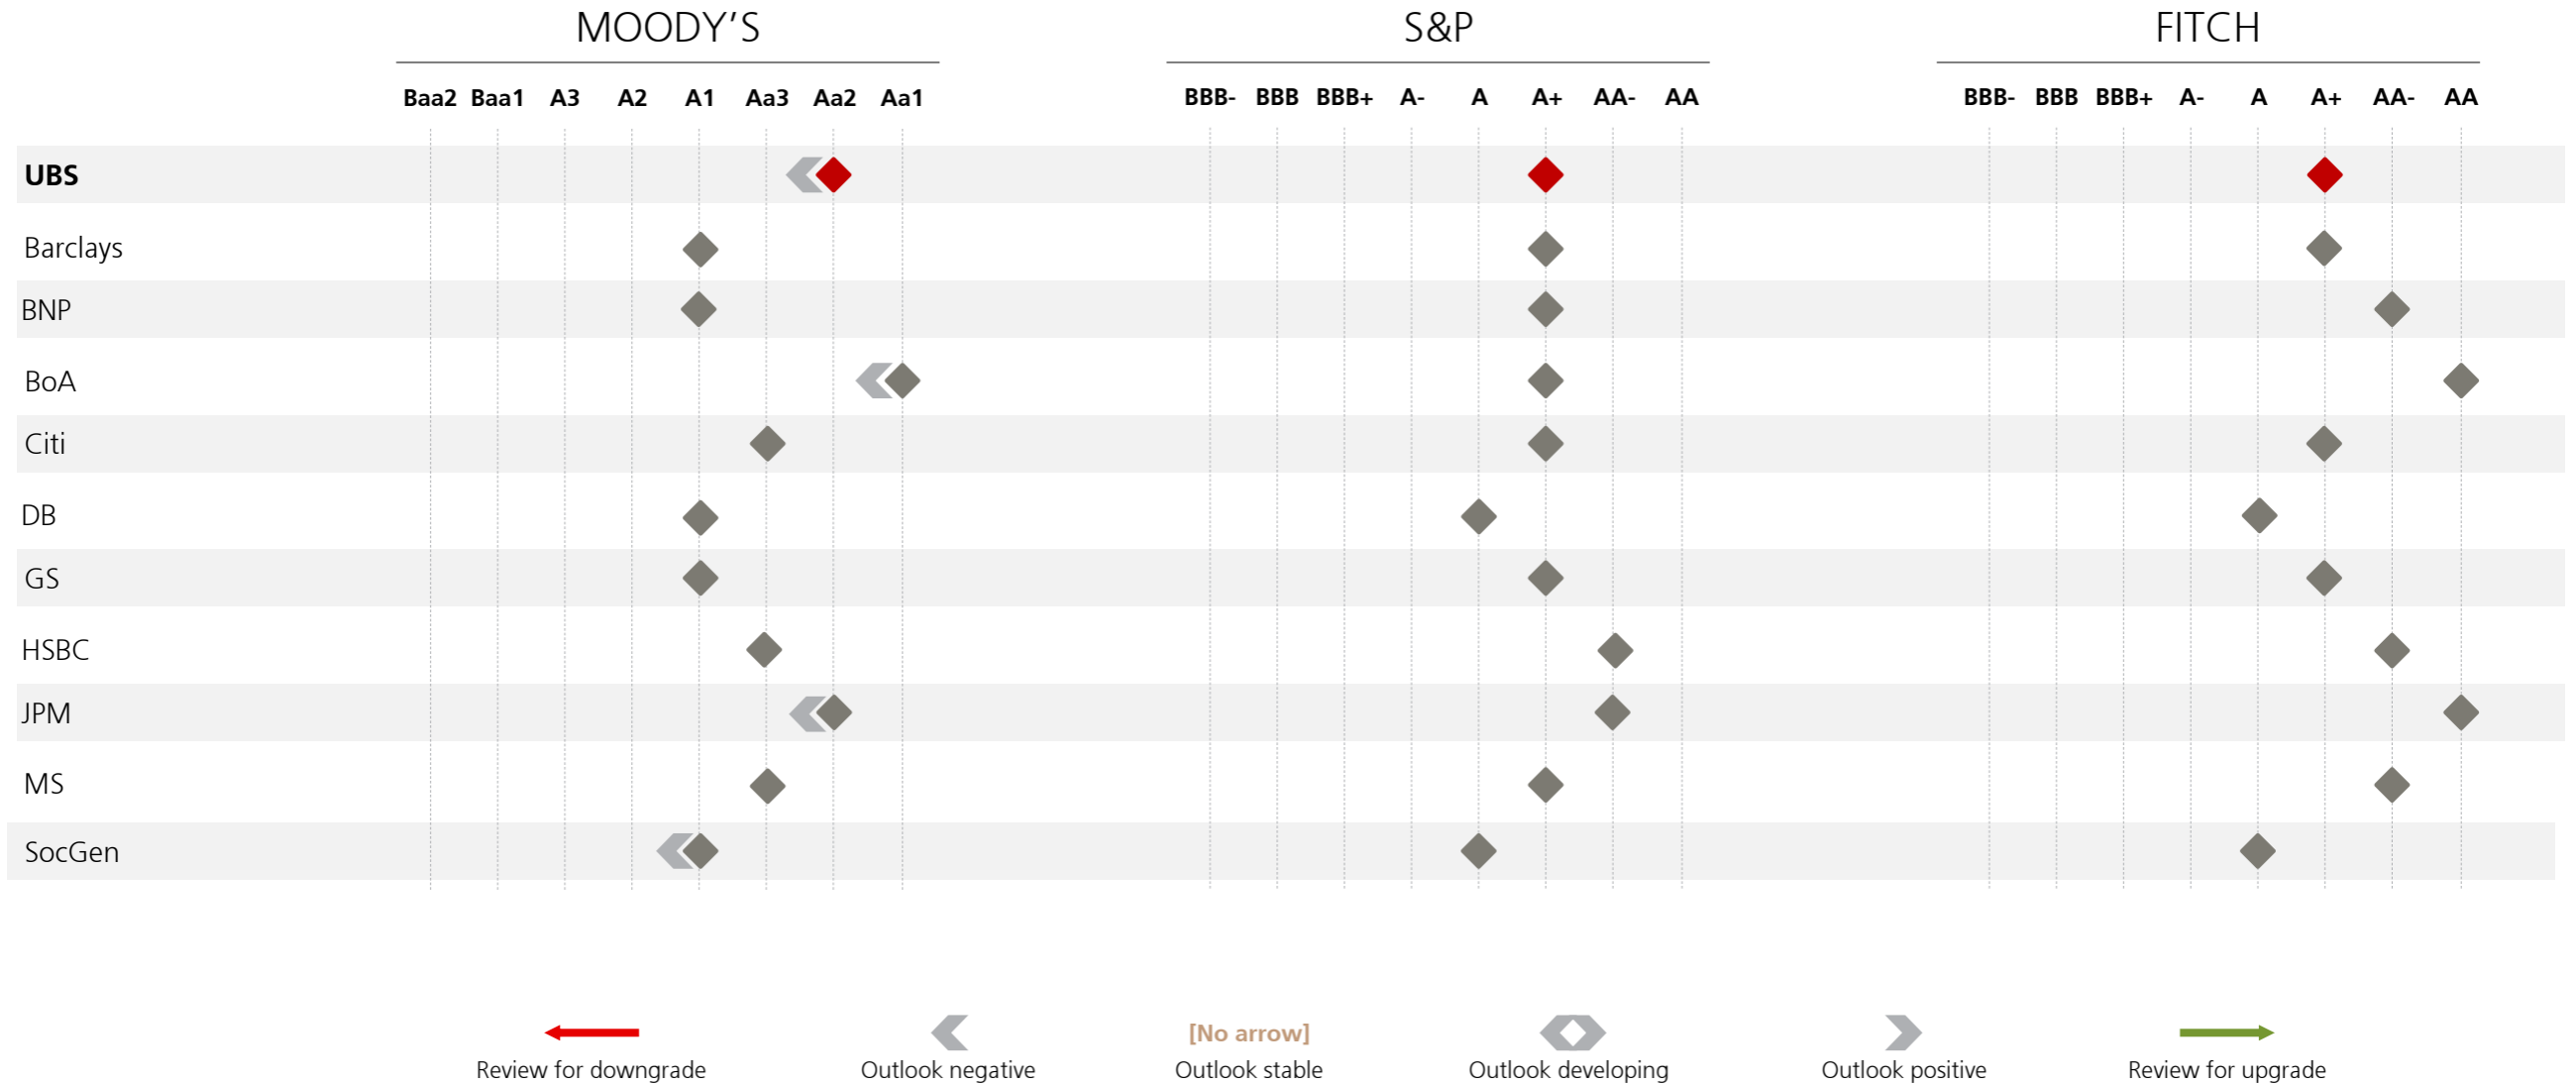 MOODY’S S&P FITCH
Baa2 Baa1 A3 A2 A1 Aa3 Aa2 Aa1 BBB- BBB BBB+ A- A A+ AA- AA BBB- BBB BBB+ A- A A+ AA- AA
UBS
Barclays
BNP
BoA
Citi
DB
GS
HSBC
JPM
MS
SocGen
[No arrow]
Review for downgrade Outlook negative Outlook stable Outlook developing Outlook positive Review for upgrade